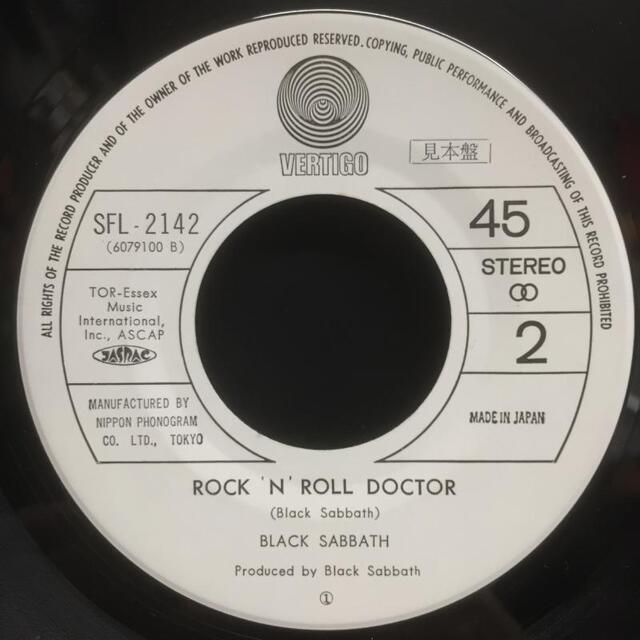 ALL RIGHTS OF THE RECORD PRODUCER AND OF THE OWNER OF THE WORK REPRODUCED RESERVED. COPYING, PUBLIC PERFORMANCE AND BROADCASTING OF THIS RECORD PROHIBITED
VERTIGO
見本盤
SFL-2142
(6079100 B)
TOR-Essex
Music
International,
Inc., ASCAP
JASRAC
MANUFACTURED BY
NIPPON PHONOGRAM
CO. LTD., TOKYO
45
STEREO
2
MADE IN JAPAN
ROCK 'N' ROLL DOCTOR
(Black Sabbath)
BLACK SABBATH
Produced by Black Sabbath
①